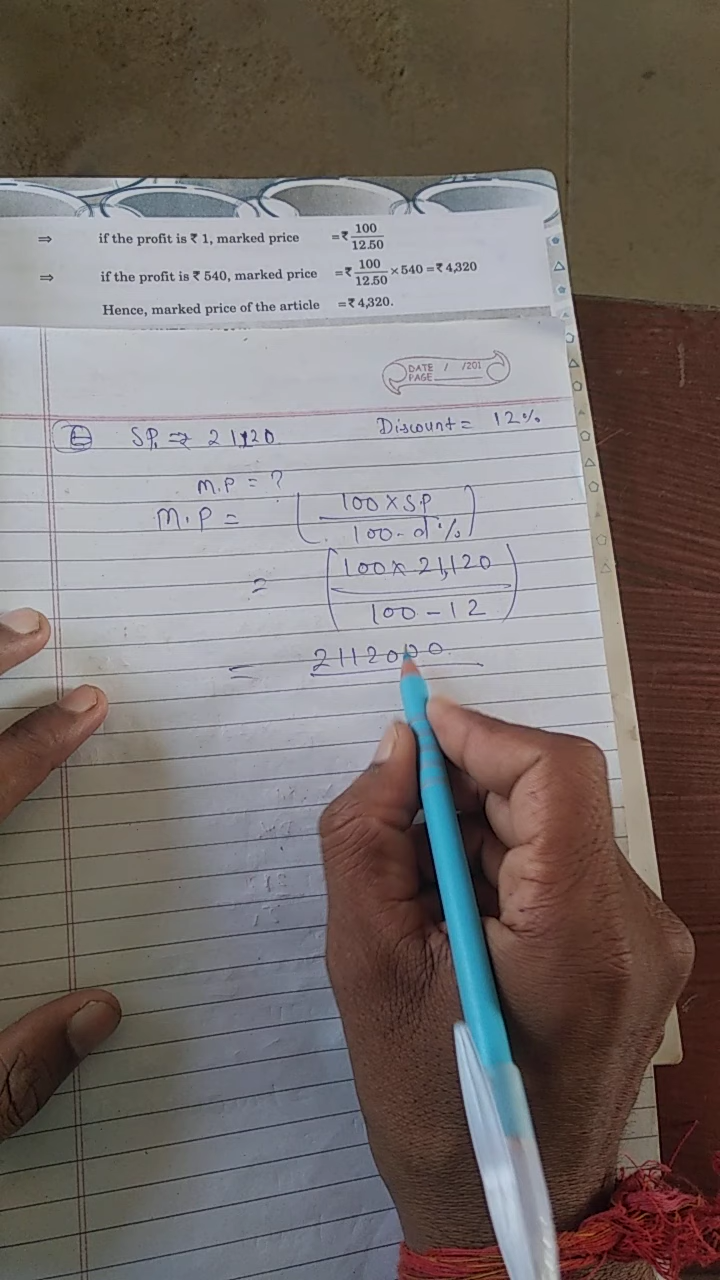 ⇒ if the profit is ₹ 1, marked price =₹ 100/12.50
⇒ if the profit is ₹ 540, marked price =₹ 100/12.50 × 540 = ₹ 4,320
Hence, marked price of the article =₹ 4,320.
DATE / /201
PAGE
SP. ⇒ 21120 Discount = 12%
M.P = ?
M.P = (100 × SP / 100 - d%)
= (100 × 21,120 / 100 - 12)
= 2112000